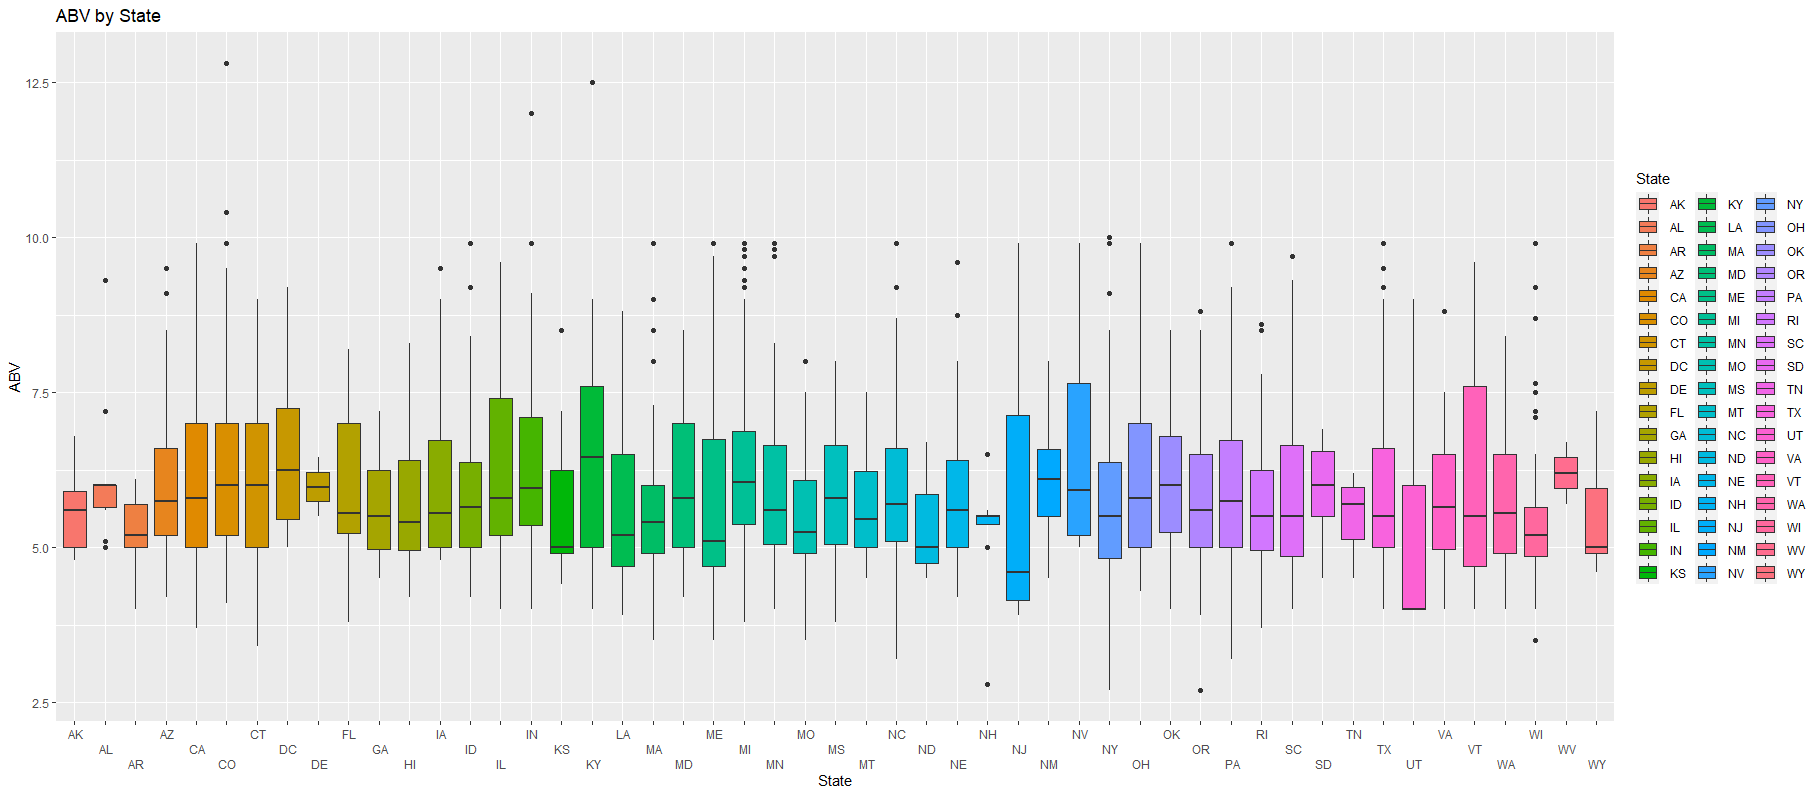 ABV by State
12.5
10.0
7.5
5.0
2.5
ABV
AK AZ CT FL IA IN LA ME MO NC NH NV OK RI TN VA WI
AL CA DC GA ID KS MA MI MS ND NJ NY OR SC TX VT WV
AR CO DE HI IL KY MD MN MT NE NM OH PA SD UT WA WY
State
State
AK KY NY
AL LA OH
AR MA OK
AZ MD OR
CA ME PA
CO MI RI
CT MN SC
DC MO SD
DE MS TN
FL MT TX
GA NC UT
HI ND VA
IA NE VT
ID NH WA
IL NJ WI
IN NM WV
KS NV WY